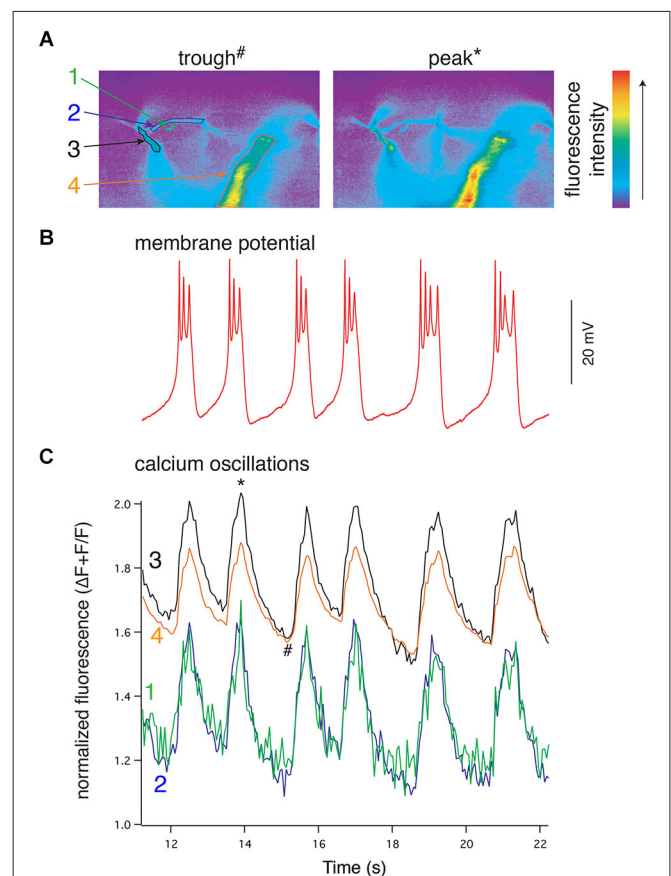 A
trough#
peak*
1
2
3
4
fluorescence
intensity
B
membrane potential
20 mV
C
calcium oscillations
*
2.0
3
1.8
4
1.6
#
1
1.4
1.2
2
1.0
normalized fluorescence (ΔF+F/F)
12
14
16
18
20
22
Time (s)